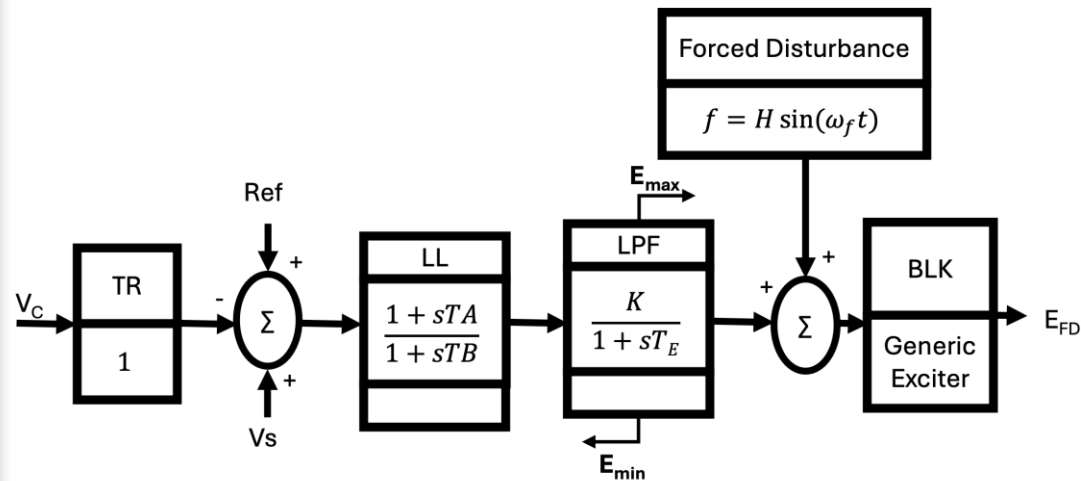 Forced Disturbance
f = H sin(ω_f t)
E_max
Ref
+
LL
LPF
+
BLK
TR
V_C
-
Σ
1 + sTA
1 + sTB
K
1 + sT_E
+
Σ
E_FD
1
Generic
Exciter
+
Vs
E_min